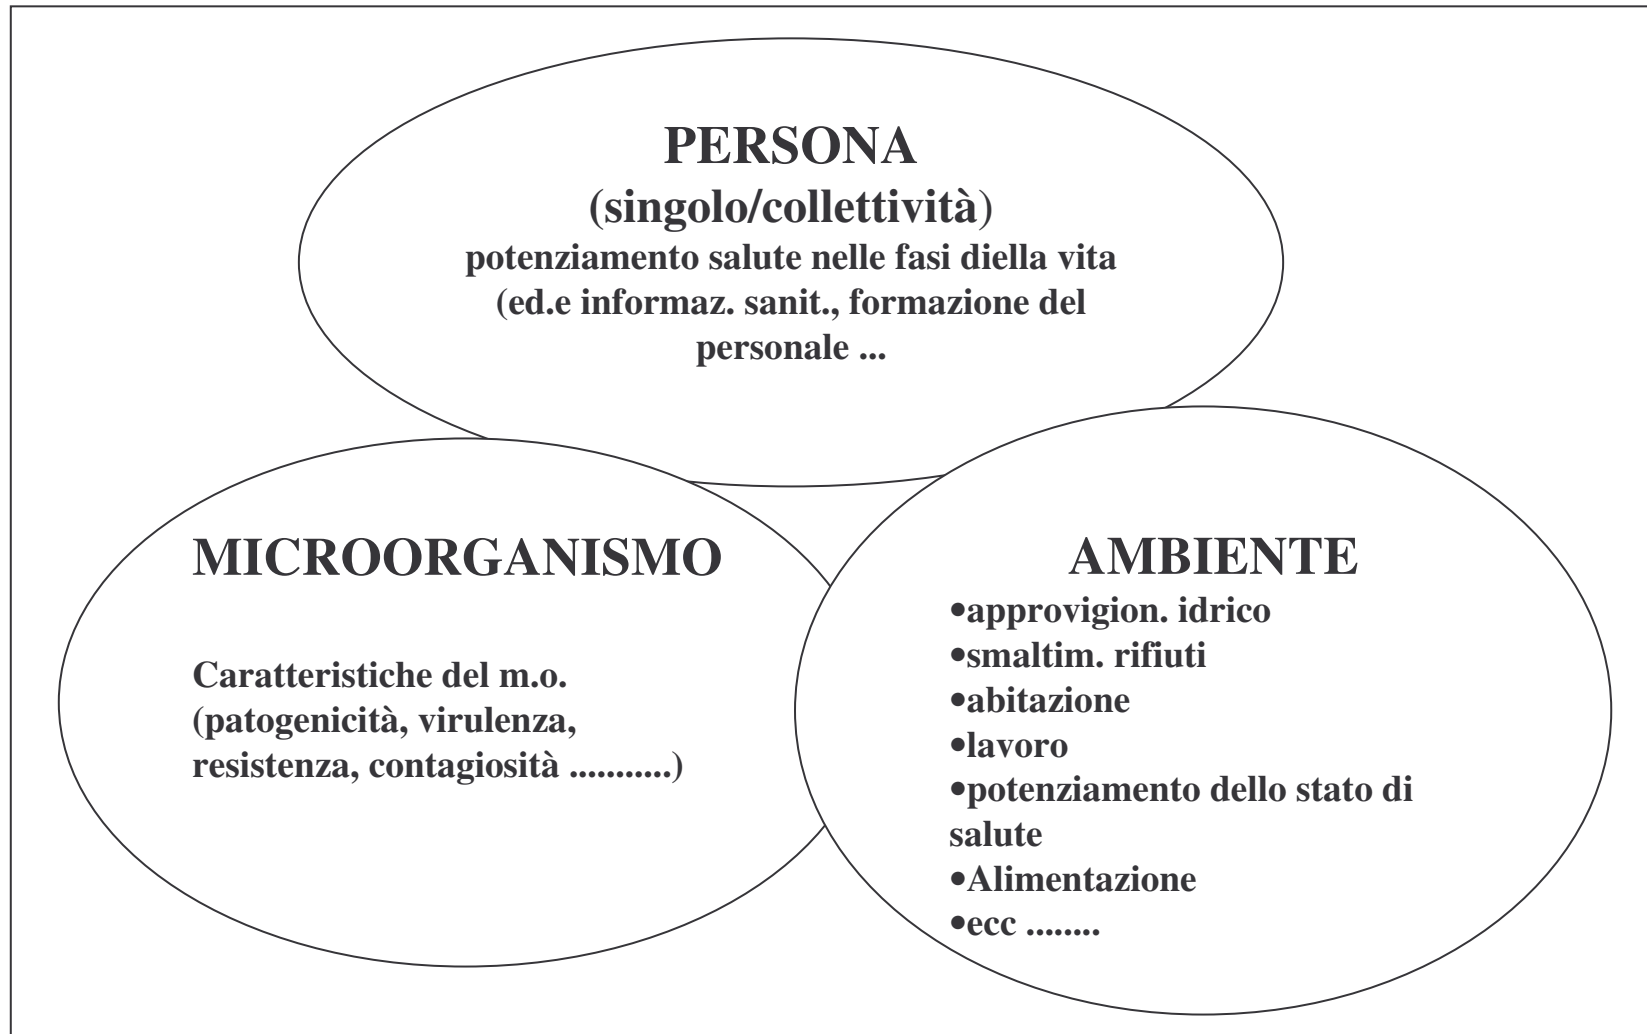 PERSONA
(singolo/collettività)
potenziamento salute nelle fasi diella vita
(ed.e informaz. sanit., formazione del
personale ...
MICROORGANISMO
Caratteristiche del m.o.
(patogenicità, virulenza,
resistenza, contagiosità ...........)
AMBIENTE
•approvigion. idrico
•smaltim. rifiuti
•abitazione
•lavoro
•potenziamento dello stato di
salute
•Alimentazione
•ecc ........